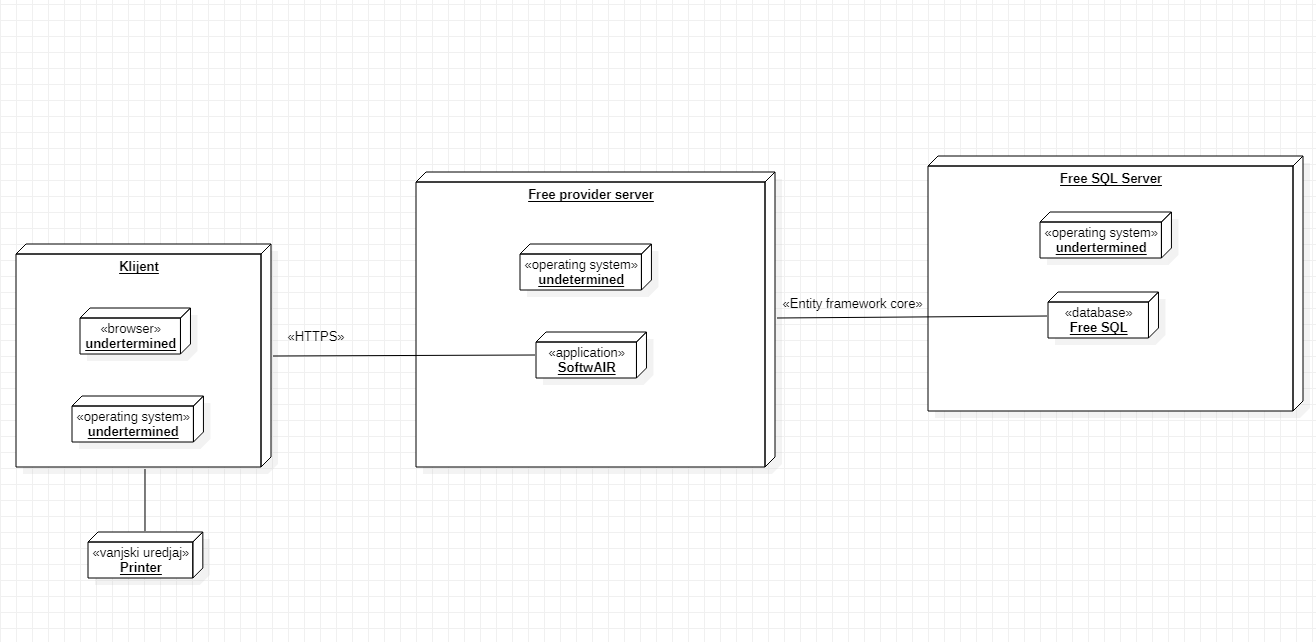 Klijent
«browser»
undertermined
«operating system»
undertermined
«vanjski uredjaj»
Printer
«HTTPS»
Free provider server
«operating system»
undetermined
«application»
SoftwAIR
«Entity framework core»
Free SQL Server
«operating system»
undertermined
«database»
Free SQL